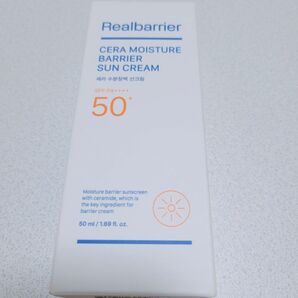 Realbarrier
CERA MOISTURE
BARRIER
SUN CREAM
세라 수분장벽 선크림
SPF PA++++
50+
Moisture barrier sunscreen
with ceramide, which is
the key ingredient for
barrier cream
50 ml / 1.69 fl. oz.